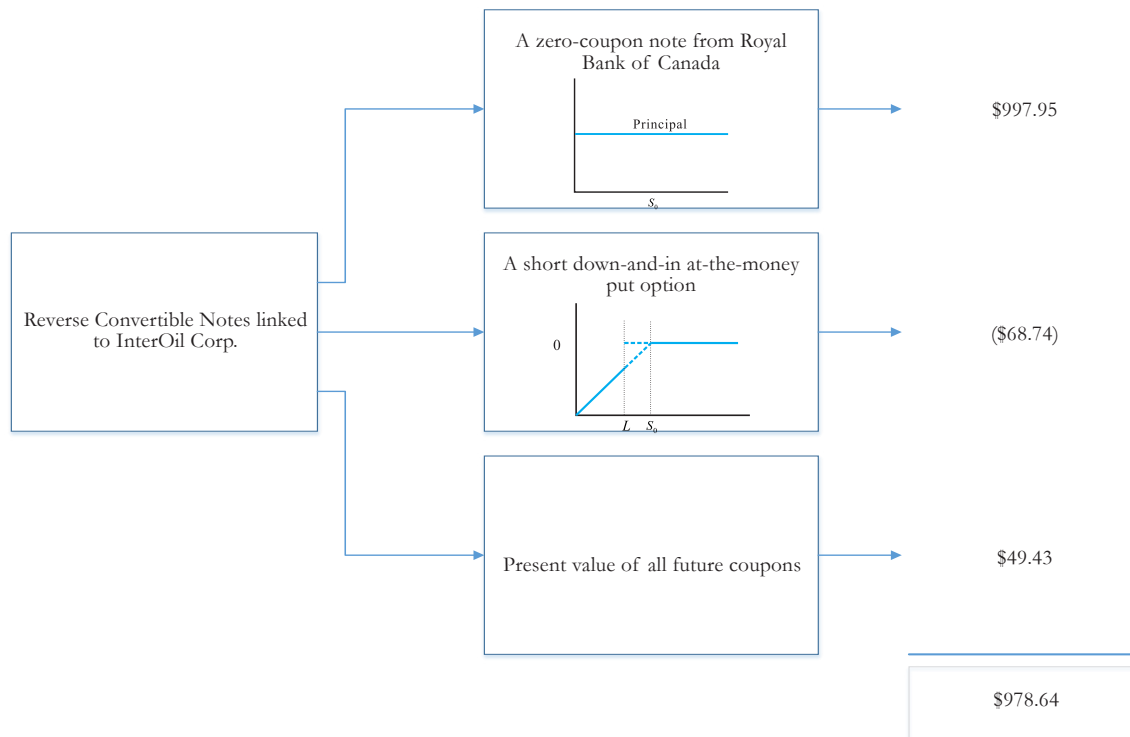 A zero-coupon note from Royal
Bank of Canada
Principal
S₀
$997.95
Reverse Convertible Notes linked
to InterOil Corp.
A short down-and-in at-the-money
put option
0
L S₀
($68.74)
Present value of all future coupons
$49.43
$978.64